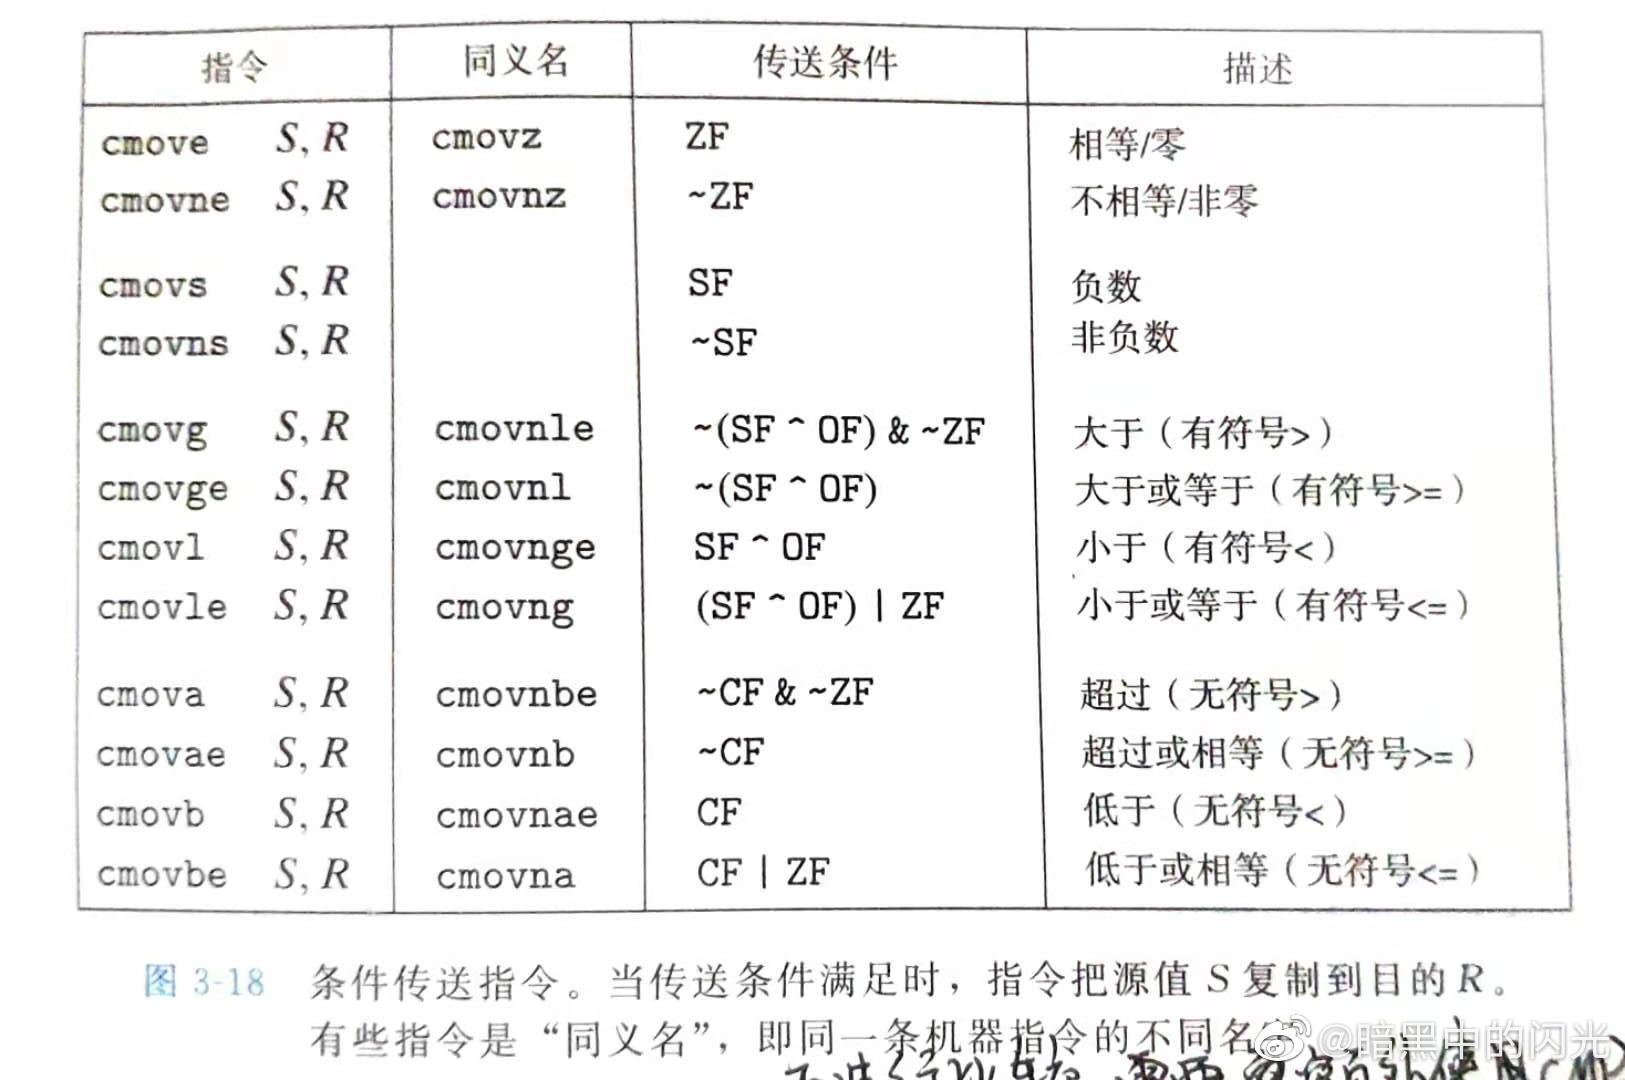 指令 同义名 传送条件 描述
cmove S, R cmovz ZF 相等/零
cmovne S, R cmovnz ~ZF 不相等/非零
cmovs S, R SF 负数
cmovns S, R ~SF 非负数
cmovg S, R cmovnle ~(SF ^ OF) & ~ZF 大于（有符号>）
cmovge S, R cmovnl ~(SF ^ OF) 大于或等于（有符号>=）
cmovl S, R cmovnge SF ^ OF 小于（有符号<）
cmovle S, R cmovng (SF ^ OF) | ZF 小于或等于（有符号<=）
cmova S, R cmovnbe ~CF & ~ZF 超过（无符号>）
cmovae S, R cmovnb ~CF 超过或相等（无符号>=）
cmovb S, R cmovnae CF 低于（无符号<）
cmovbe S, R cmovna CF | ZF 低于或相等（无符号<=）
图 3-18 条件传送指令。当传送条件满足时，指令把源值 S 复制到目的 R。
有些指令是“同义名”，即同一条机器指令的不同名
@暗黑中的闪光